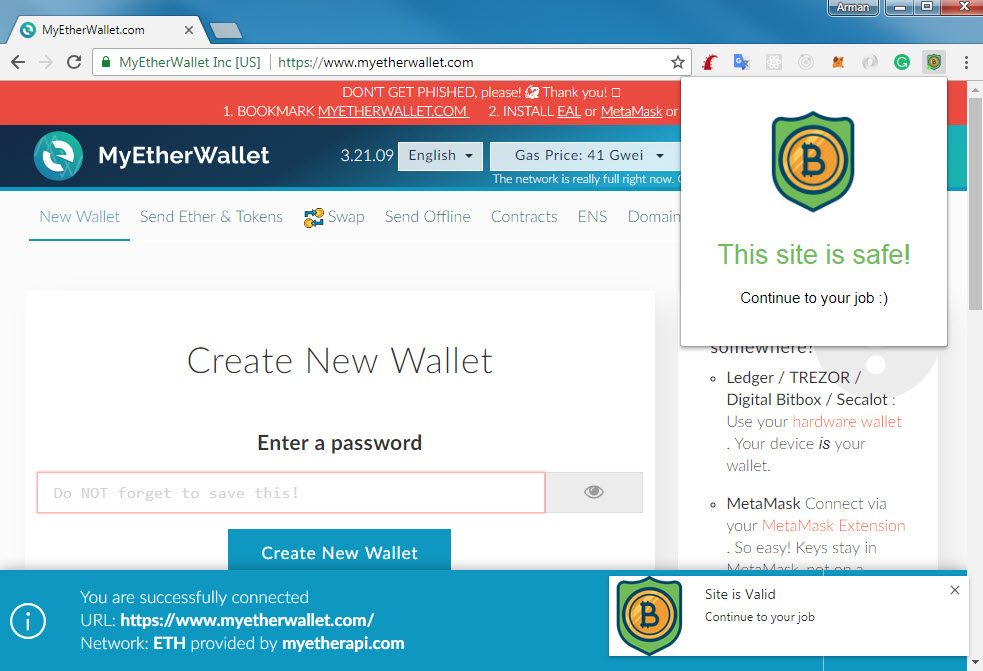 Arman
MyEtherWallet.com
MyEtherWallet Inc [US] https://www.myetherwallet.com
DON'T GET PHISHED, please! Thank you!
1. BOOKMARK MYETHERWALLET.COM 2. INSTALL EAL or MetaMask or
MyEtherWallet 3.21.09 English Gas Price: 41 Gwei
The network is really full right now.
New Wallet Send Ether & Tokens Swap Send Offline Contracts ENS Domain
This site is safe!
Continue to your job :)
Create New Wallet
Enter a password
Do NOT forget to save this!
Create New Wallet
somewhere?
Ledger / TREZOR /
Digital Bitbox / Secalot :
Use your hardware wallet
. Your device is your
wallet.
MetaMask Connect via
your MetaMask Extension
. So easy! Keys stay in
MetaMask, not on a
You are successfully connected
URL: https://www.myetherwallet.com/
Network: ETH provided by myetherapi.com
Site is Valid
Continue to your job